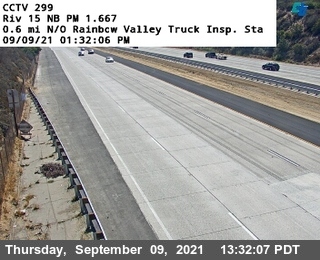 CCTV 299
Riv 15 NB PM 1.667
0.6 mi N/O Rainbcw Valley Truck Insp. Sta
09/09/21 01:32:06 PM
Thursday, September 09, 2021 13:32:07 PDT